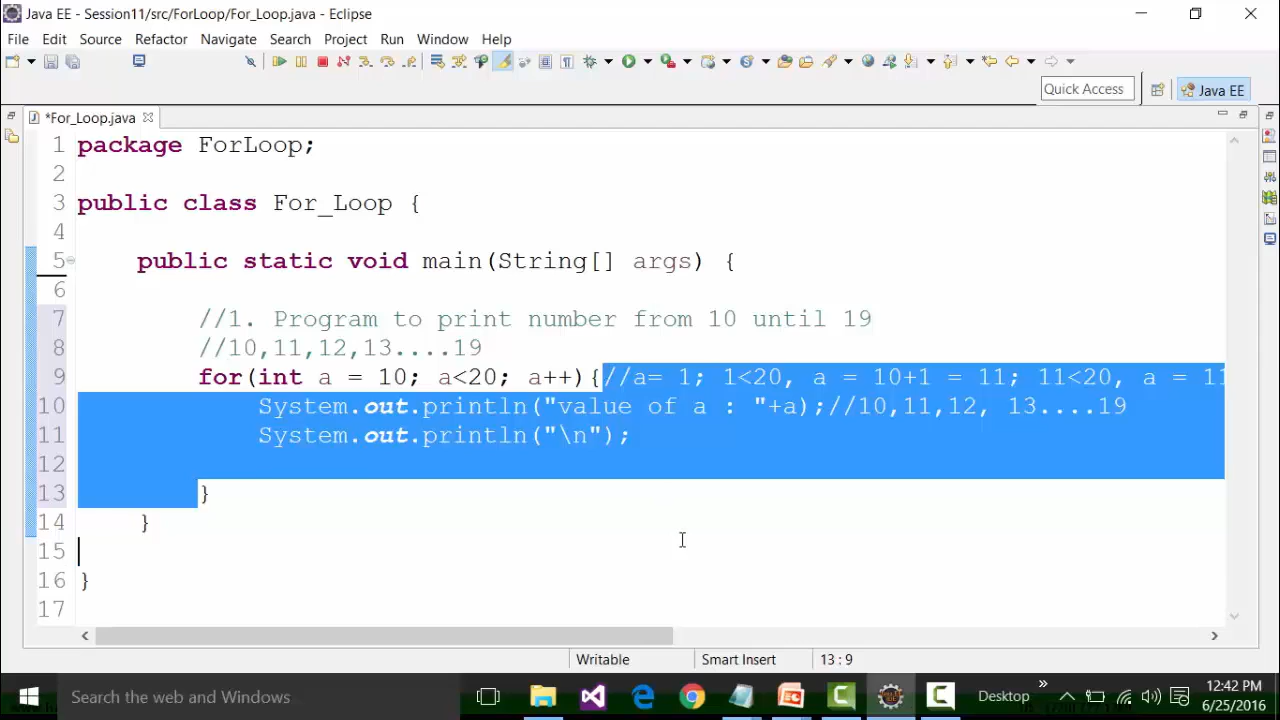 Java EE - Session11/src/ForLoop/For_Loop.java - Eclipse
File Edit Source Refactor Navigate Search Project Run Window Help
Quick Access Java EE
*For_Loop.java
1 package ForLoop;
2
3 public class For_Loop {
4
5 public static void main(String[] args) {
6
7 //1. Program to print number from 10 until 19
8 //10,11,12,13....19
9 for(int a = 10; a<20; a++){//a= 1; 1<20, a = 10+1 = 11; 11<20, a = 11
10 System.out.println("value of a : "+a);//10,11,12, 13....19
11 System.out.println("\n");
12
13 }
14 }
15
16 }
17
Writable Smart Insert 13 : 9
Search the web and Windows Desktop 12:42 PM
6/25/2016